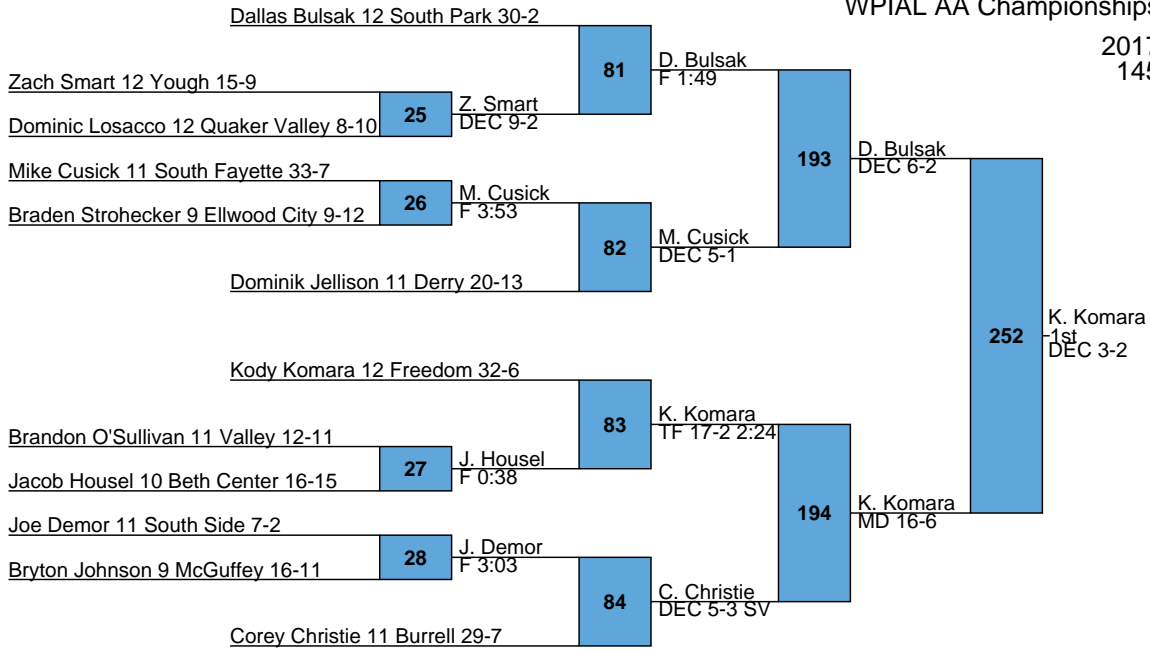 WPIAL AA Championships
2017
145
Dallas Bulsak 12 South Park 30-2
81
D. Bulsak
F 1:49
Zach Smart 12 Yough 15-9
25
Z. Smart
DEC 9-2
Dominic Losacco 12 Quaker Valley 8-10
193
D. Bulsak
DEC 6-2
Mike Cusick 11 South Fayette 33-7
26
M. Cusick
F 3:53
Braden Strohecker 9 Ellwood City 9-12
82
M. Cusick
DEC 5-1
Dominik Jellison 11 Derry 20-13
252
K. Komara
1st
DEC 3-2
Kody Komara 12 Freedom 32-6
83
K. Komara
TF 17-2 2:24
Brandon O'Sullivan 11 Valley 12-11
27
J. Housel
F 0:38
Jacob Housel 10 Beth Center 16-15
194
K. Komara
MD 16-6
Joe Demor 11 South Side 7-2
28
J. Demor
F 3:03
Bryton Johnson 9 McGuffey 16-11
84
C. Christie
DEC 5-3 SV
Corey Christie 11 Burrell 29-7